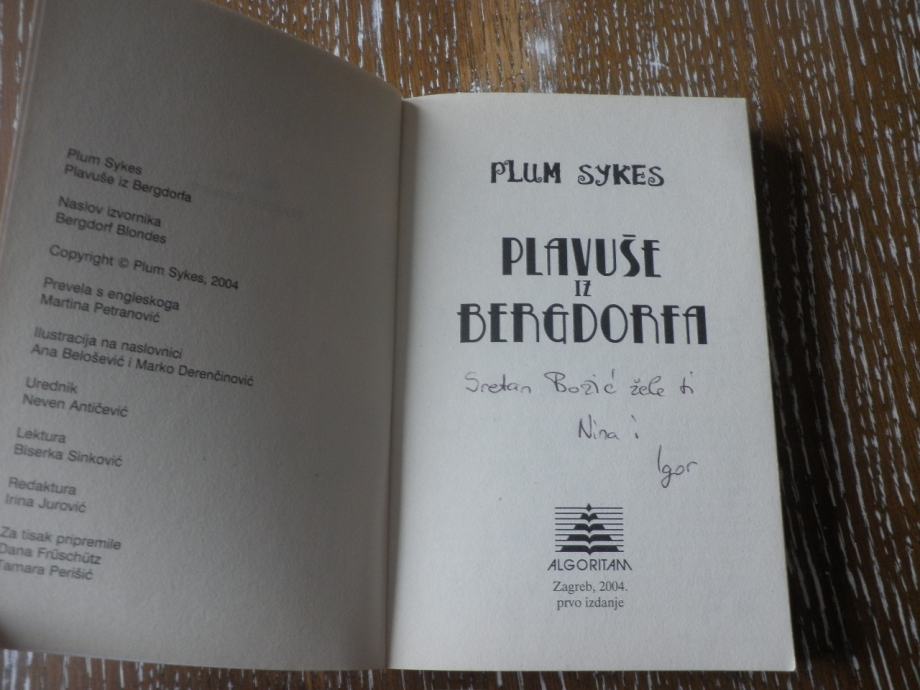 Plum Sykes
Plavuše iz Bergdorfa
Naslov izvornika
Bergdorf Blondes
Copyright © Plum Sykes, 2004
Prevela s engleskoga
Martina Petranović
Ilustracija na naslovnici
Ana Belošević i Marko Derenčinović
Urednik
Neven Antičević
Lektura
Biserka Sinković
Redaktura
Irina Jurović
Za tisak pripremile
Dana Früschütz
Tamara Perišić
PLUM SYKES
PLAVUŠE
IZ
BERGDORFA
Sretan Božić žele ti
Nina i
Igor
ALGORITAM
Zagreb, 2004.
prvo izdanje